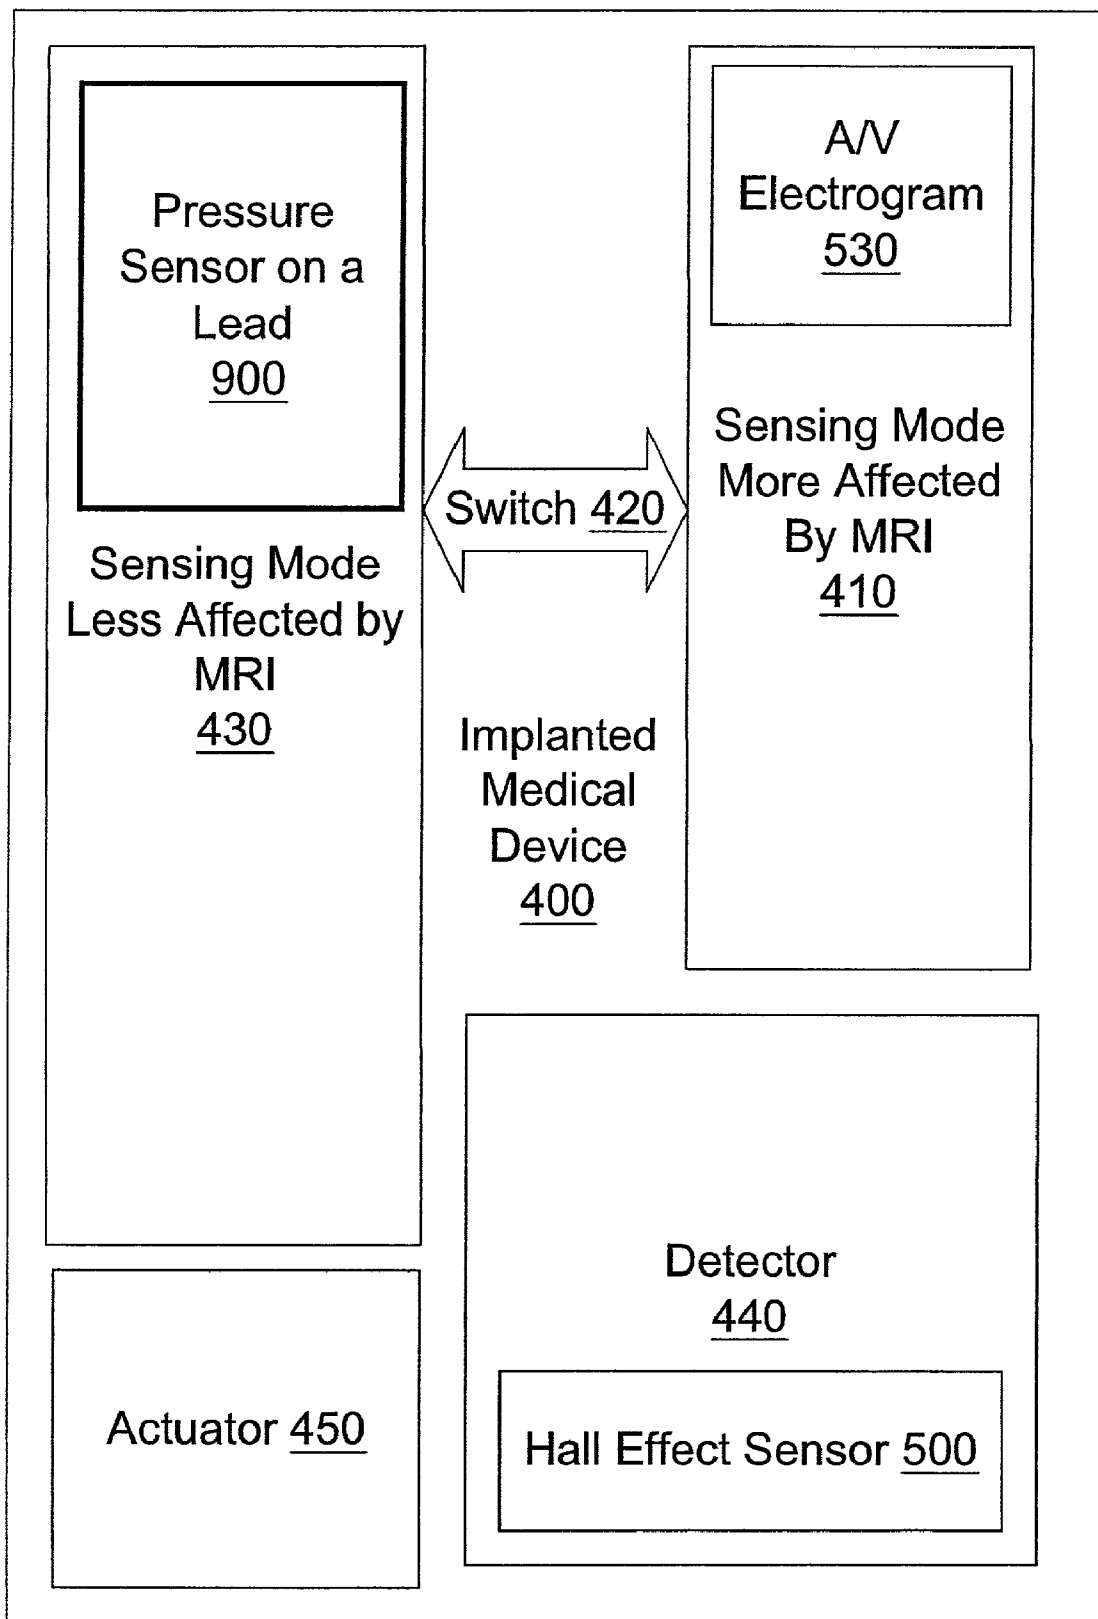 Pressure
Sensor on a
Lead
900
Sensing Mode
Less Affected by
MRI
430
Switch 420
A/V
Electrogram
530
Sensing Mode
More Affected
By MRI
410
Implanted
Medical
Device
400
Detector
440
Hall Effect Sensor 500
Actuator 450